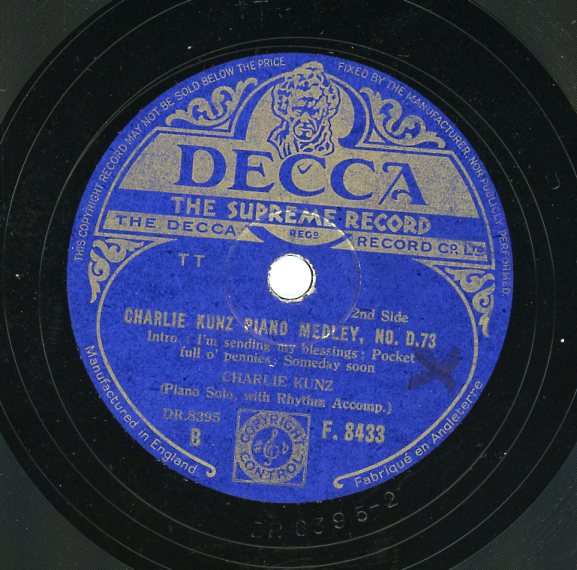 THIS COPYRIGHT RECORD MAY NOT BE SOLD BELOW THE PRICE FIXED BY THE MANUFACTURER, NOR PUBLICLY PERFORMED
DECCA
THE SUPREME RECORD
THE DECCA REGD RECORD CO. Ltd
TT
2nd Side
CHARLIE KUNZ PIANO MEDLEY, NO. D.73
Intro.: I'm sending my blessings; Pocket
full o' pennies; Someday soon
CHARLIE KUNZ
(Piano Solo, with Rhythm Accomp.)
DR.8395
B
COPYRIGHT
CONTROL
F. 8433
Manufactured in England
Fabriqué en Angleterre